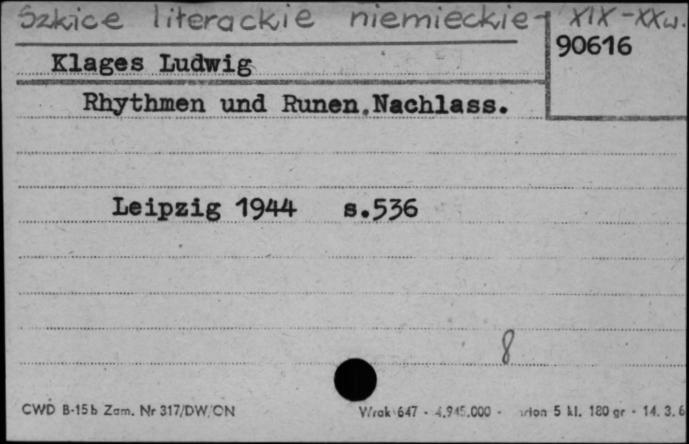 Szkice literackie niemieckie - XIX-XXw.
90616
Klages Ludwig
Rhythmen und Runen.Nachlass.
Leipzig 1944 s.536
8
CWD B-15b Zam. Nr 317/DW/CN Wrak 647 - 4.945.000 - 5 kl. 180 gr - 14. 3. 6